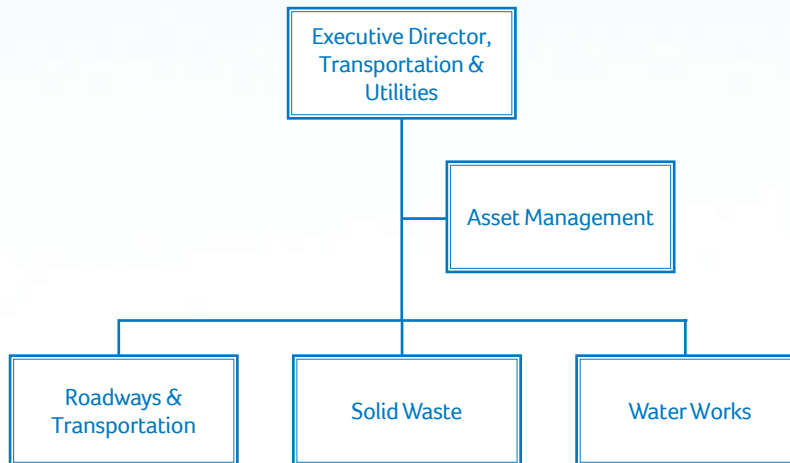 Executive Director,
Transportation &
Utilities
Asset Management
Roadways &
Transportation
Solid Waste
Water Works